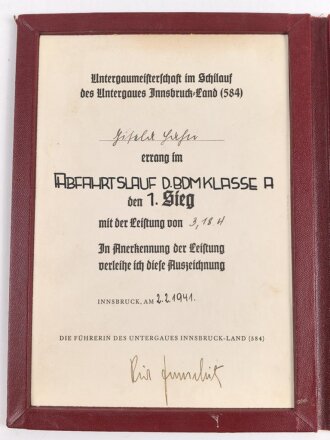 Untergaumeisterschaft im Schilauf
des Untergaues Innsbruck-Land (584)
errang im
ABFAHRTSLAUF D. BDM KLASSE A
den 1. Sieg
mit der Leistung von 3,18 4
In Anerkennung der Leistung
verleihe ich diese Auszeichnung
INNSBRUCK, AM 2.2.1941.
DIE FÜHRERIN DES UNTERGAUES INNSBRUCK-LAND (584)